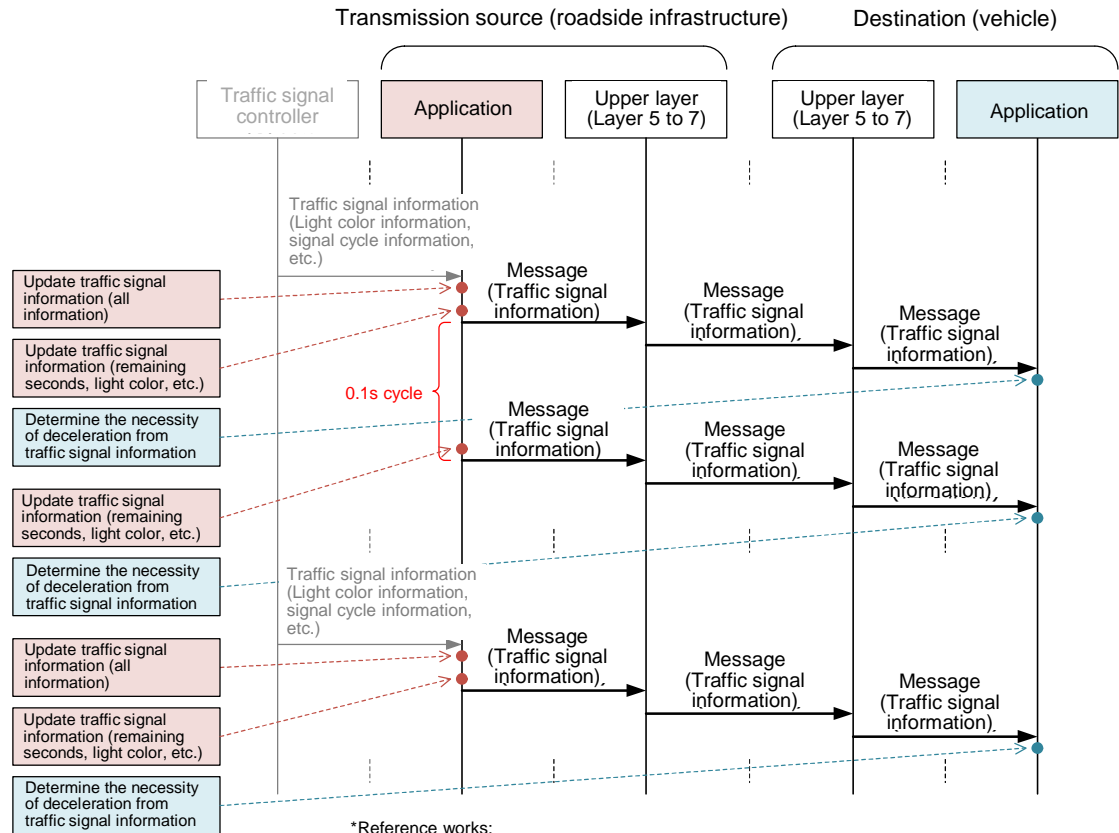 Transmission source (roadside infrastructure)
Destination (vehicle)
Traffic signal
controller
Application
Upper layer
(Layer 5 to 7)
Upper layer
(Layer 5 to 7)
Application
Traffic signal information
(Light color information,
signal cycle information,
etc.)
Update traffic signal
information (all
information)
Message
(Traffic signal
information)
Message
(Traffic signal
information)
Message
(Traffic signal
information)
Update traffic signal
information (remaining
seconds, light color, etc.)
0.1s cycle
Determine the necessity
of deceleration from
traffic signal information
Message
(Traffic signal
information)
Message
(Traffic signal
information)
Message
(Traffic signal
information)
Update traffic signal
information (remaining
seconds, light color, etc.)
Determine the necessity
of deceleration from
traffic signal information
Traffic signal information
(Light color information,
signal cycle information,
etc.)
Update traffic signal
information (all
information)
Message
(Traffic signal
information)
Message
(Traffic signal
information)
Message
(Traffic signal
information)
Update traffic signal
information (remaining
seconds, light color, etc.)
Determine the necessity
of deceleration from
traffic signal information
*Reference works: